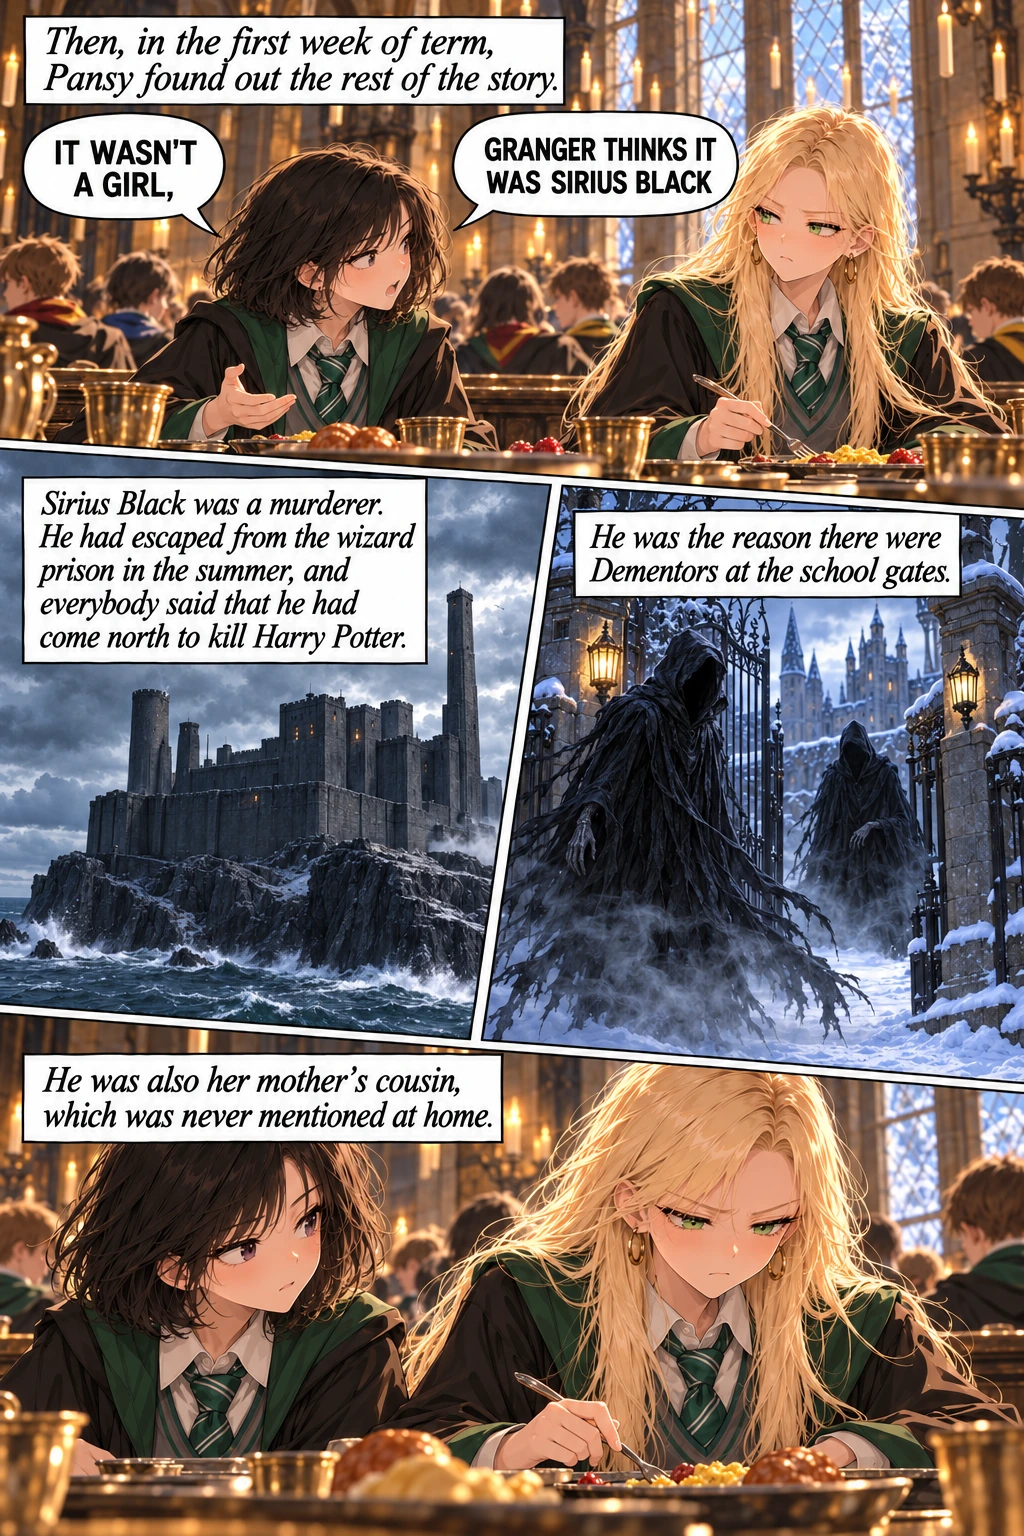 Then, in the first week of term,
Pansy found out the rest of the story.
IT WASN'T
A GIRL,
GRANGER THINKS IT
WAS SIRIUS BLACK
Sirius Black was a murderer.
He had escaped from the wizard
prison in the summer, and
everybody said that he had
come north to kill Harry Potter.
He was the reason there were
Dementors at the school gates.
He was also her mother's cousin,
which was never mentioned at home.